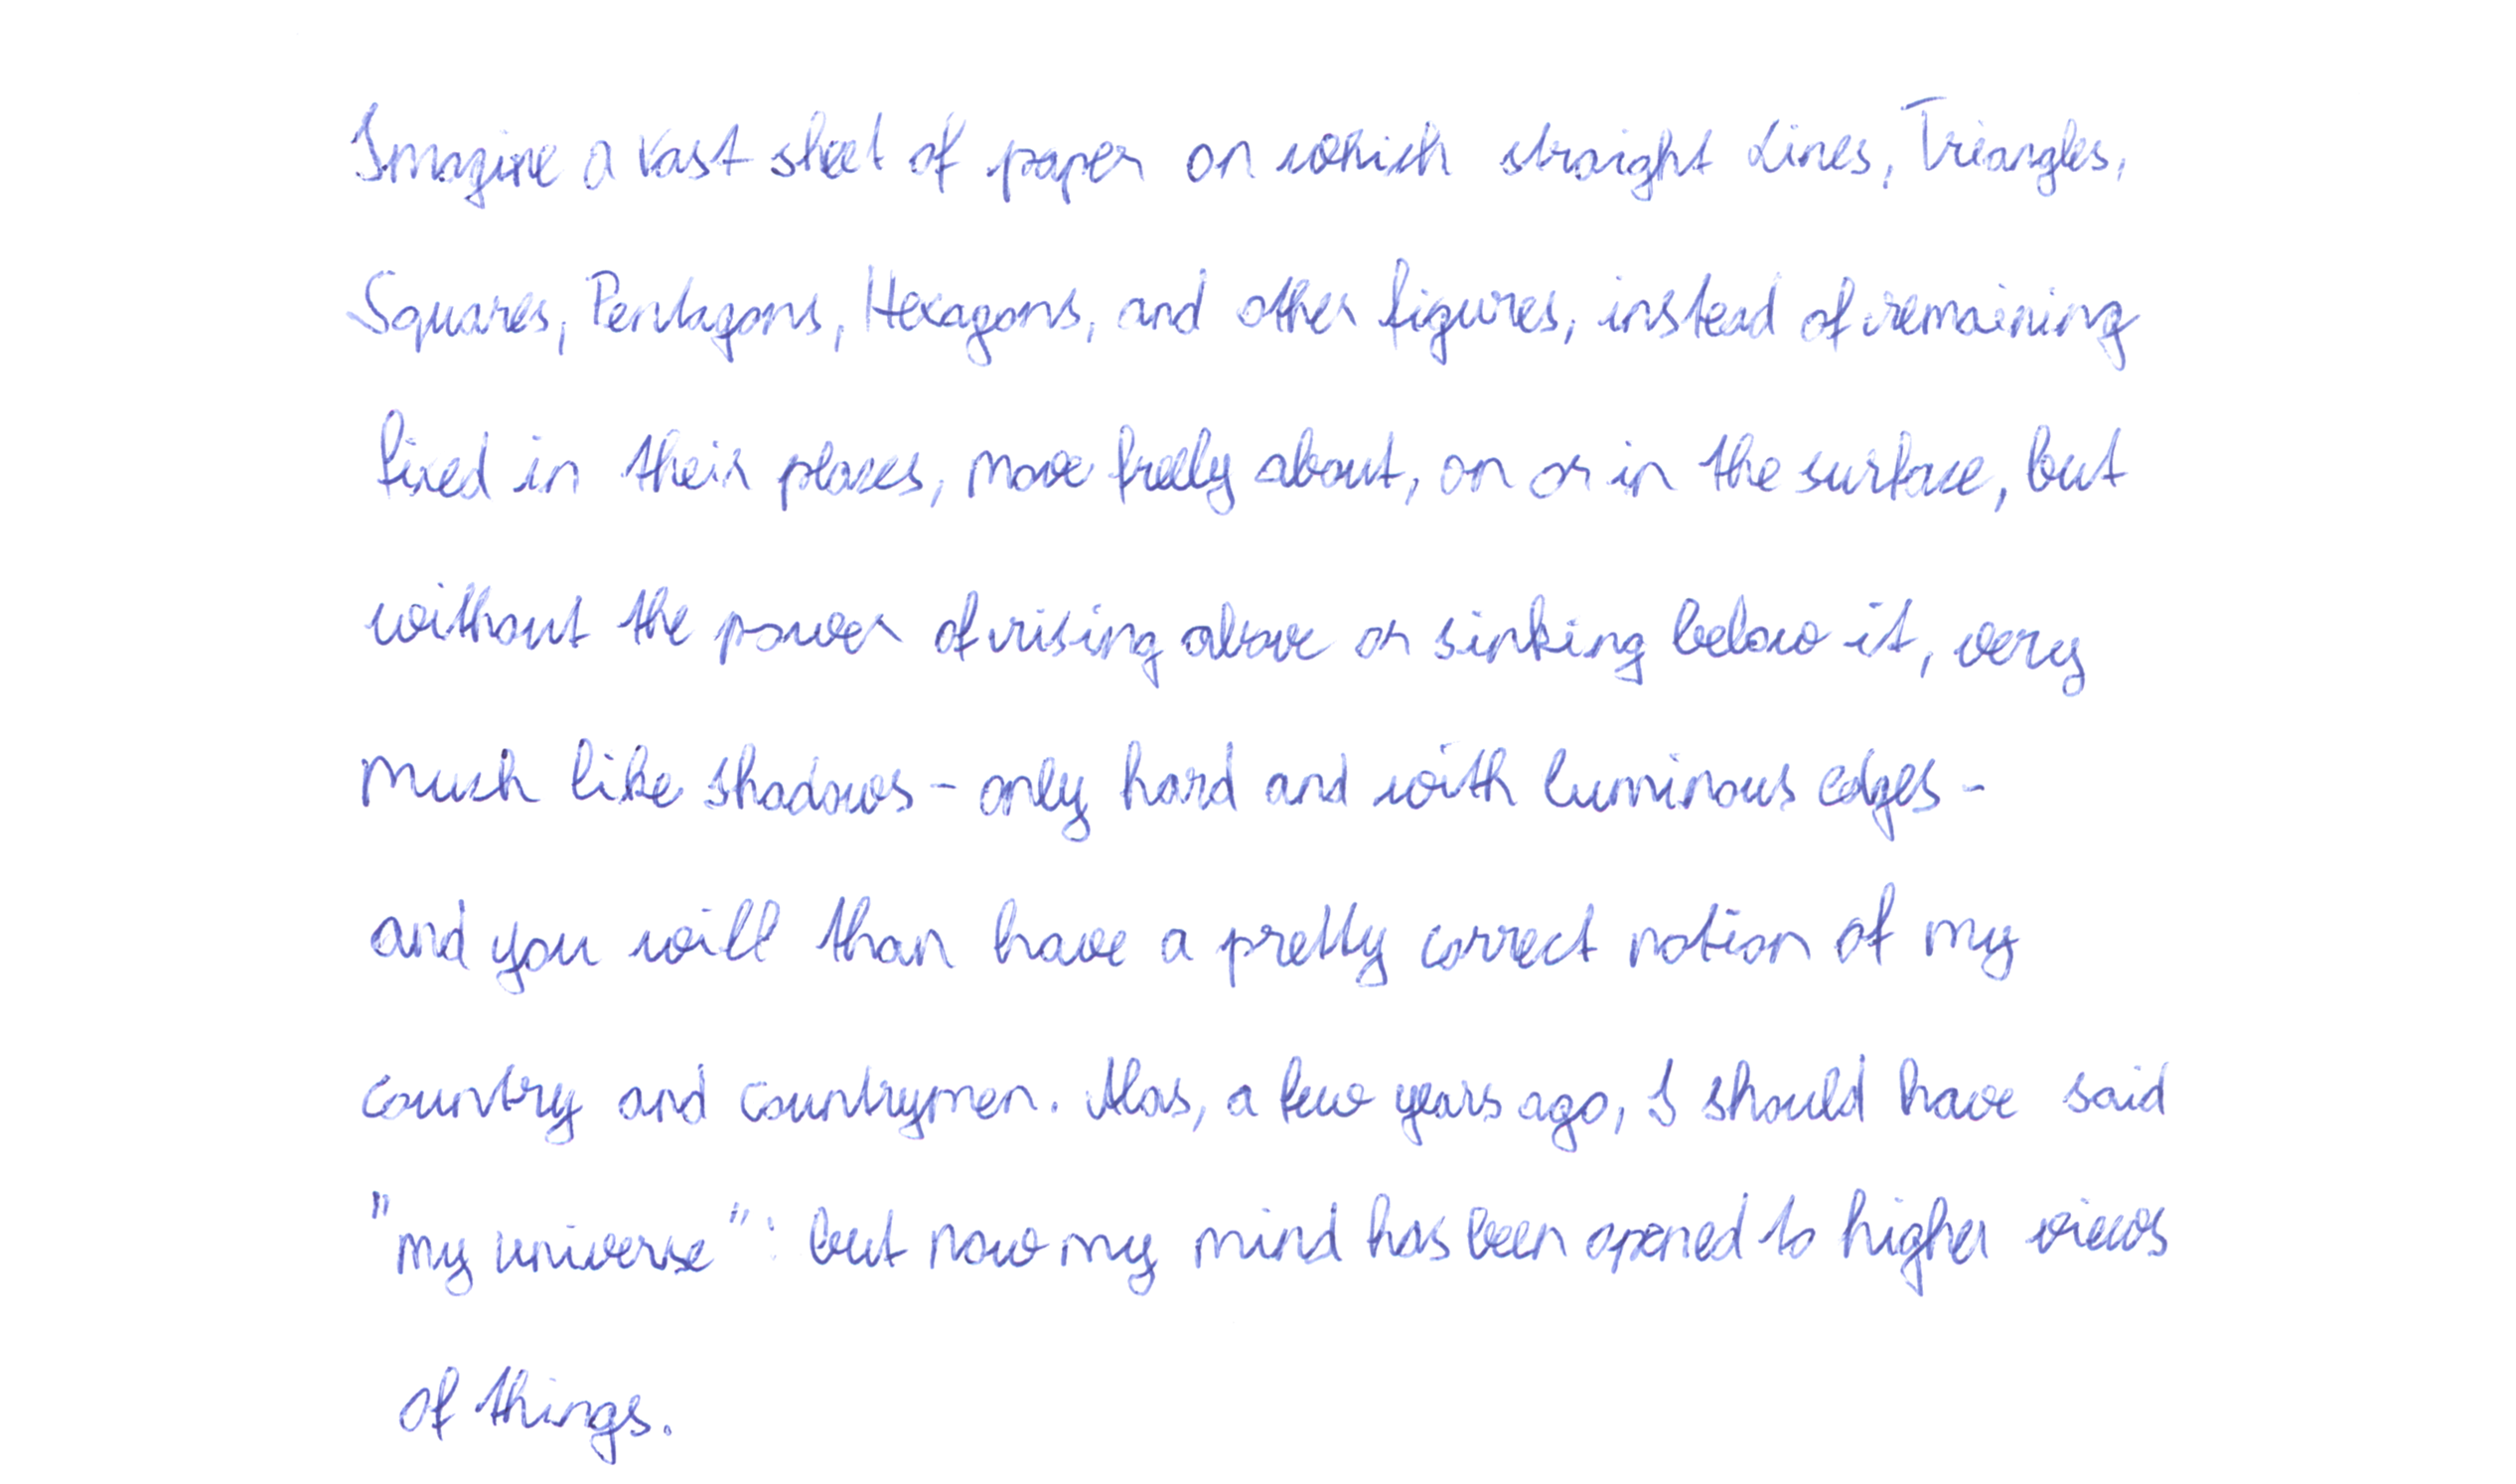 Imagine a vast sheet of paper on which straight Lines, Triangles,
Squares, Pentagons, Hexagons, and other figures, instead of remaining
fixed in their places, move freely about, on or in the surface, but
without the power of rising above or sinking below it, very
much like shadows - only hard and with luminous edges -
and you will than have a pretty correct notion of my
country and countrymen. Alas, a few years ago, I should have said
"my universe": but now my mind has been opened to higher views
of things.